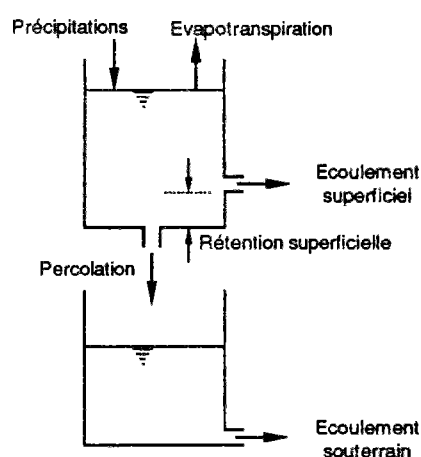 Précipitations
Evapotranspiration
Ecoulement
superficiel
Rétention superficielle
Percolation
Ecoulement
souterrain